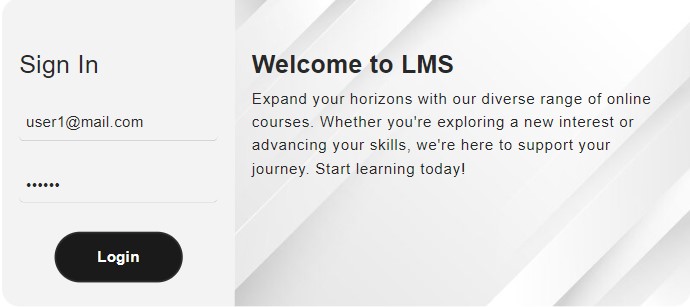 Sign In
user1@mail.com
••••••
Login
Welcome to LMS
Expand your horizons with our diverse range of online
courses. Whether you're exploring a new interest or
advancing your skills, we're here to support your
journey. Start learning today!